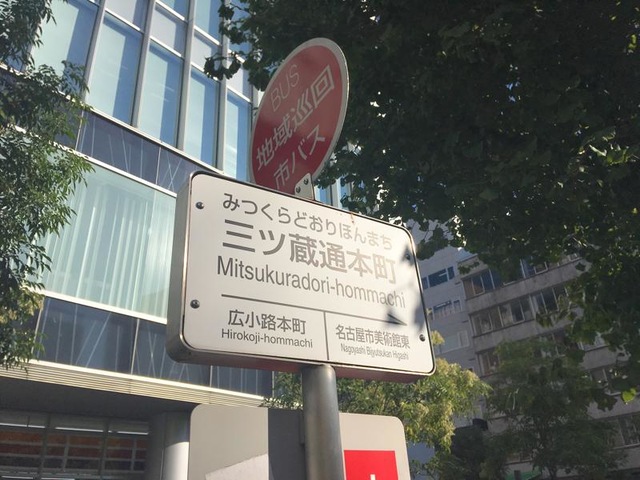 BUS
地域巡回
市バス
みつくらどおりほんまち
三ツ蔵通本町
Mitsukuradori-hommachi
広小路本町
Hirokoji-hommachi
名古屋市美術館東
Nagoyashi Bijyutsukan Higashi